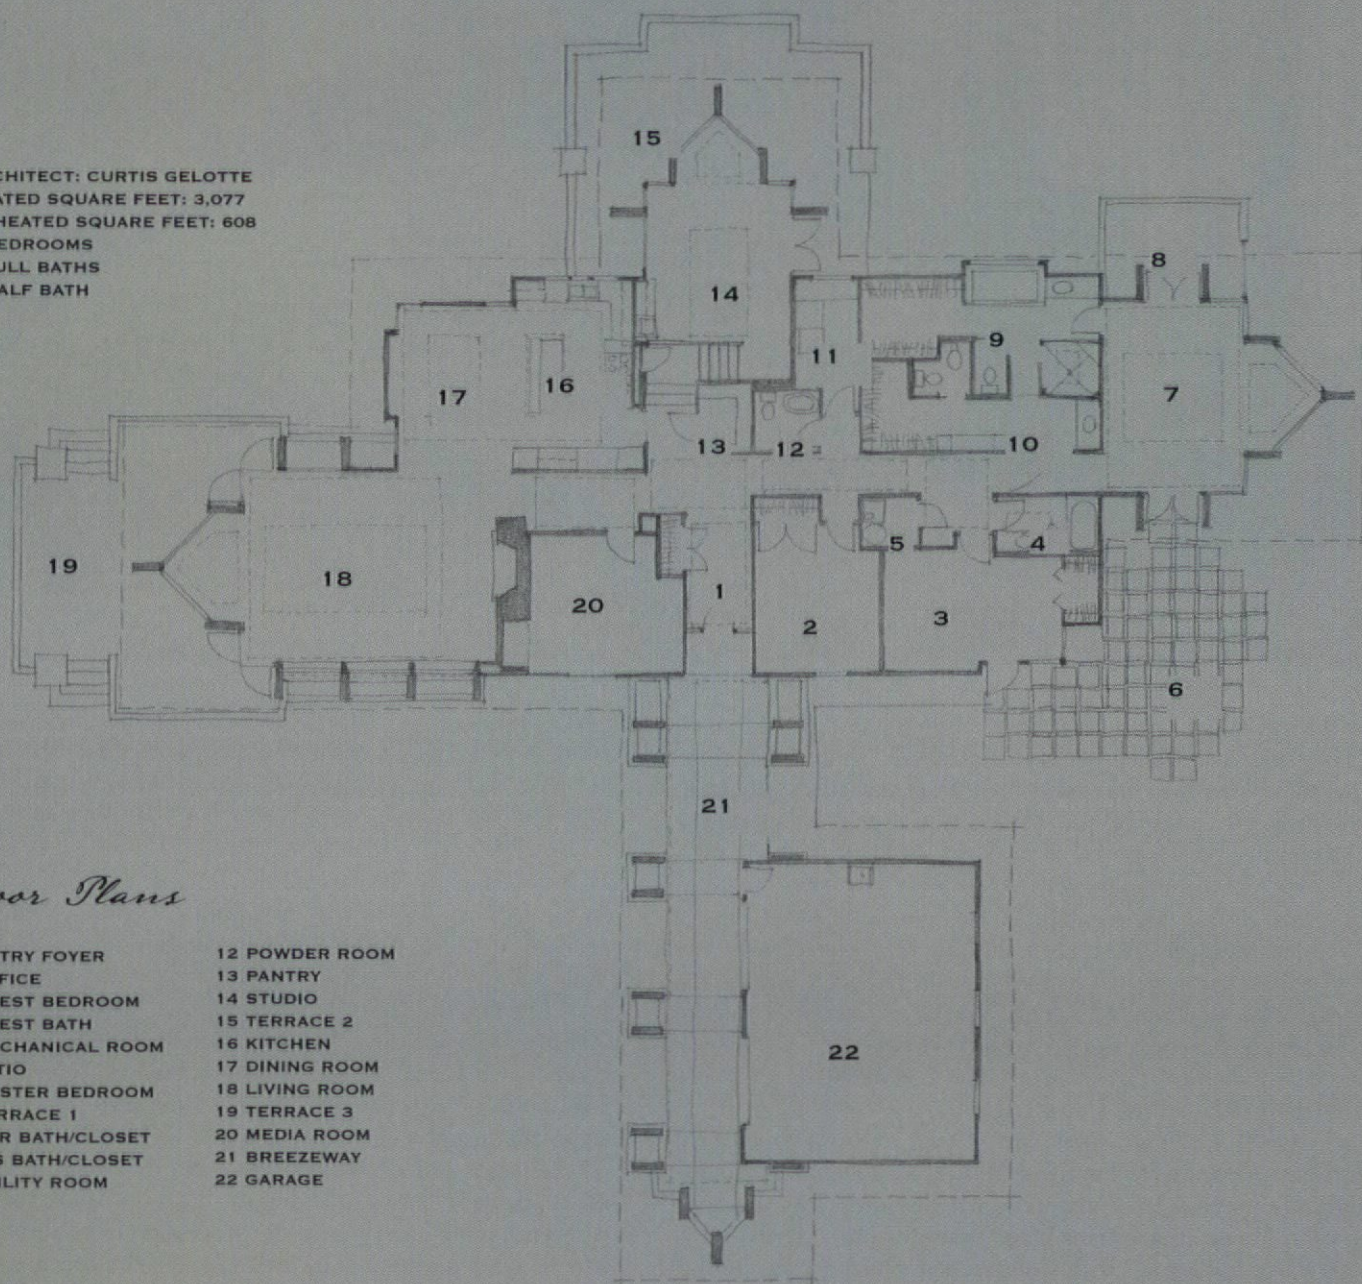 CHITECT: CURTIS GELOTTE
ATED SQUARE FEET: 3,077
HEATED SQUARE FEET: 608
EDROOMS
ULL BATHS
ALF BATH
15
8
14
9
11
7
17
16
13
12
10
19
18
20
1
5
4
2
3
6
21
22
oor Plans
TRY FOYER
FICE
EST BEDROOM
EST BATH
CHANICAL ROOM
TIO
STER BEDROOM
RRACE 1
R BATH/CLOSET
S BATH/CLOSET
ILITY ROOM
12 POWDER ROOM
13 PANTRY
14 STUDIO
15 TERRACE 2
16 KITCHEN
17 DINING ROOM
18 LIVING ROOM
19 TERRACE 3
20 MEDIA ROOM
21 BREEZEWAY
22 GARAGE